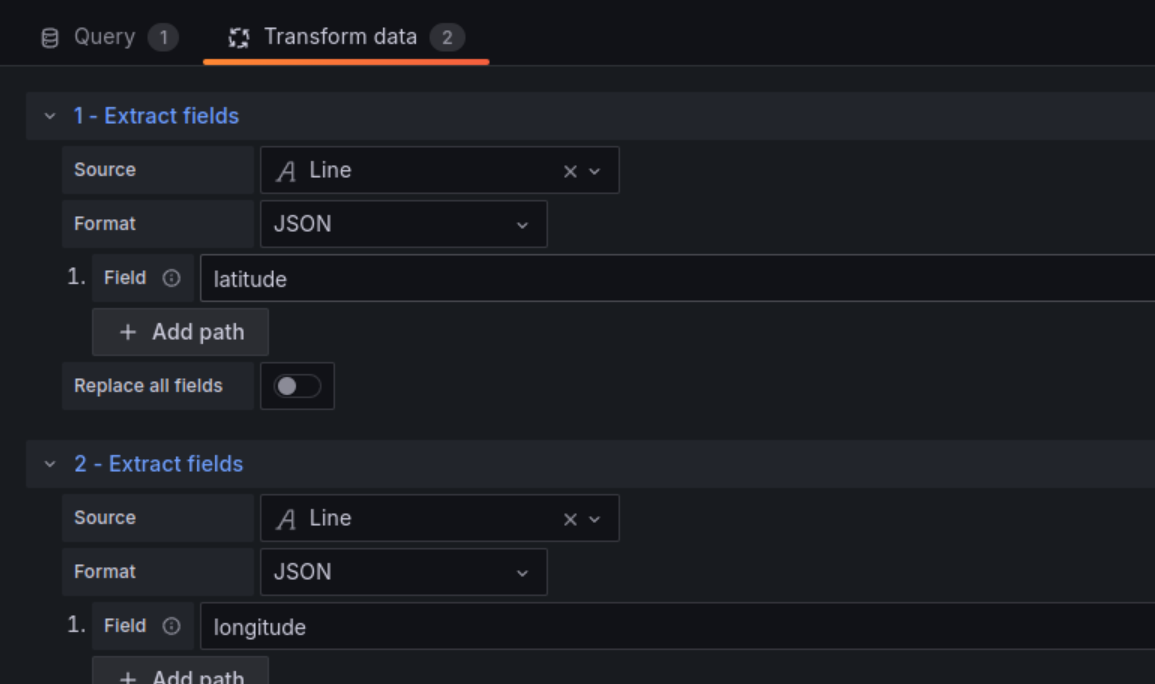 Query 1 Transform data 2
1 - Extract fields
Source Line
Format JSON
1. Field latitude
+ Add path
Replace all fields
2 - Extract fields
Source Line
Format JSON
1. Field longitude
+ Add path